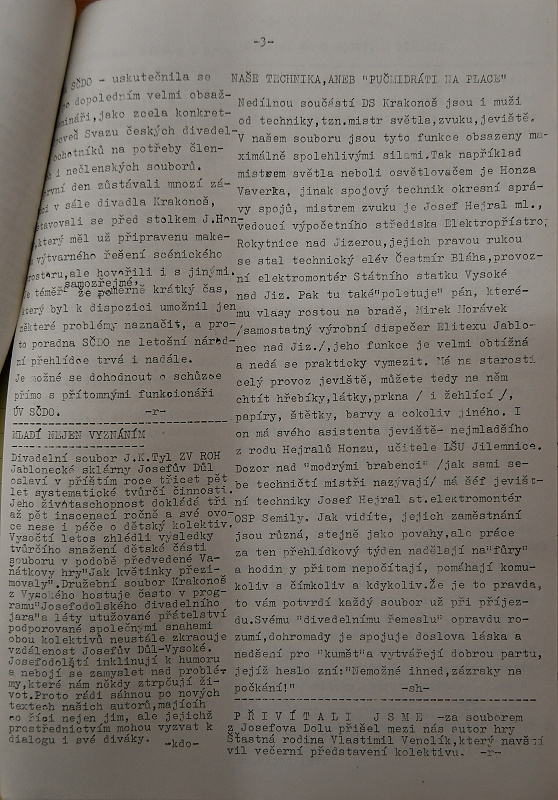 -3-
SČDO - uskutečnila se
dopoledním velmi obsaž-
jako zcela konkrét-
Svazu českých divadel-
na potřeby člen-
i nečlenských souborů.
den zůstávali mnozí zá-
v sále divadla Krakonoš,
se před stolkem J.Hon-
který měl už připravenu make-
výtvarného řešení scénického
ale hovořili i s jinými.
samozřejmé,
téměř že poměrně krátký čas,
který byl k dispozici umožnil jen
některé problémy naznačit, a pro-
to poradna SČDO na letošní národ-
ní přehlídce trvá i nadále.
Je možné se dohodnout o schůzce
přímo s přítomnými funkcionáři
ÚV SČDO. -r-
MLADÍ NEJEN VYZNÁNÍM
Divadelní soubor J.K.Tyl ZV ROH
Jablonecké sklárny Josefův Důl
oslaví v příštím roce třicet pět
let systematické tvůrčí činnosti.
Jeho životaschopnost dokládá tři
až pět inscenací ročně a své ovo-
ce nese i péče o dětský kolektiv.
Vysočtí letos zhlédli výsledky
tvůrčího snažení dětské části
souboru v podobě předvedené Va-
nátkovy hry"Jak květinky přezi-
movaly".Družební soubor Krakonoš
z Vysokého hostuje často v prog-
ramu"Josefodolského divadelního
jara"a léty utužované přátelství
podporované společnými snahami
obou kolektivů neustále zkracuje
vzdálenost Josefův Důl-Vysoké.
Josefodolští inklinují k humoru
a nebojí se zamyslet nad problé-
my,které nám někdy ztrpčují ži-
vot.Proto rádi sáhnou po nových
textech našich autorů,majících
co říci nejen jim, ale jejichž
prostřednictvím mohou vyzvat k
dialogu i své diváky. -kdo-
NAŠE TECHNIKA,ANEB "PUČMIDRÁTI NA PLACE"
Nedílnou součástí DS Krakonoš jsou i muži
od techniky,tzn.mistr světla,zvuku,jeviště.
V našem souboru jsou tyto funkce obsazeny ma-
ximálně spolehlivými silami.Tak například
mistrem světla neboli osvětlovačem je Honza
Vaverka, jinak spojový technik okresní sprá-
vy spojů, mistrem zvuku je Josef Hejral ml.,
vedoucí výpočetního střediska Elektropřístroj
Rokytnice nad Jizerou,jejich pravou rukou
se stal technický elév Čestmír Bláha,provoz-
ní elektromontér Státního statku Vysoké
nad Jiz. Pak tu také"poletuje" pán, které-
mu vlasy rostou na bradě, Mirek Morávek
/samostatný výrobní dispečer Elitexu Jablo-
nec nad Jiz./,jeho funkce je velmi obtížná
a nedá se prakticky vymezit. Má na starosti
celý provoz jeviště, můžete tedy na něm
chtít hřebíky,látky,prkna / i žehlící /,
papíry, štětky, barvy a cokoliv jiného. I
on má svého asistenta jeviště- nejmladšího
z rodu Hejralů Honzu, učitele LŠU Jilemnice.
Dozor nad "modrými brabenci" /jak sami se-
be techničtí mistři nazývají/ má šéf jevišt-
ní techniky Josef Hejral st.elektromontér
OSP Semily. Jak vidíte, jejich zaměstnání
jsou různá, stejně jako povahy,ale práce
za ten přehlídkový týden nadělají na"fůry"
a hodin y přitom nepočítají, pomáhají komu-
koliv s čímkoliv a kdykoliv.Že je to pravda,
to vám potvrdí každý soubor už při příjez-
du.Svému "divadelnímu řemeslu" opravdu ro-
zumí,dohromady je spojuje doslova láska a
nadšení pro "kumšt"a vytvářejí dobrou partu,
jejíž heslo zní:"Nemožné ihned,zázraky na
počkání!" -sh-
P Ř I V Í T A L I J S M E -za souborem
z Josefova Dolu přišel mezi nás autor hry
Šťastná rodina Vlastimil Venclík,který navští
vil večerní představení kolektivu. -r-